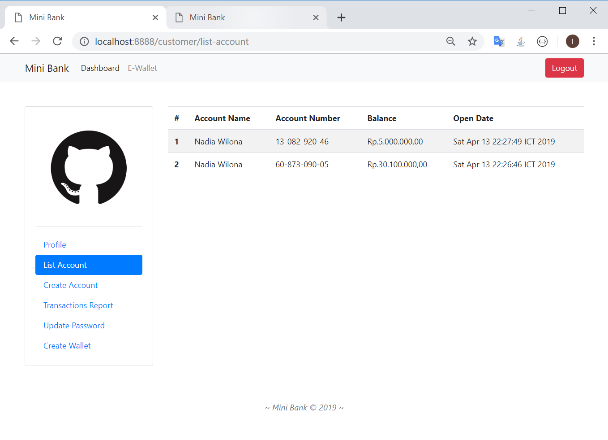 Mini Bank
Mini Bank
localhost:8888/customer/list-account
I
Mini Bank Dashboard E-Wallet Logout
# Account Name Account Number Balance Open Date
1 Nadia Wilona 13-082-920-46 Rp.5.000.000,00 Sat Apr 13 22:27:49 ICT 2019
2 Nadia Wilona 60-873-090-05 Rp.30.100.000,00 Sat Apr 13 22:26:46 ICT 2019
Profile
List Account
Create Account
Transactions Report
Update Password
Create Wallet
~ Mini Bank © 2019 ~